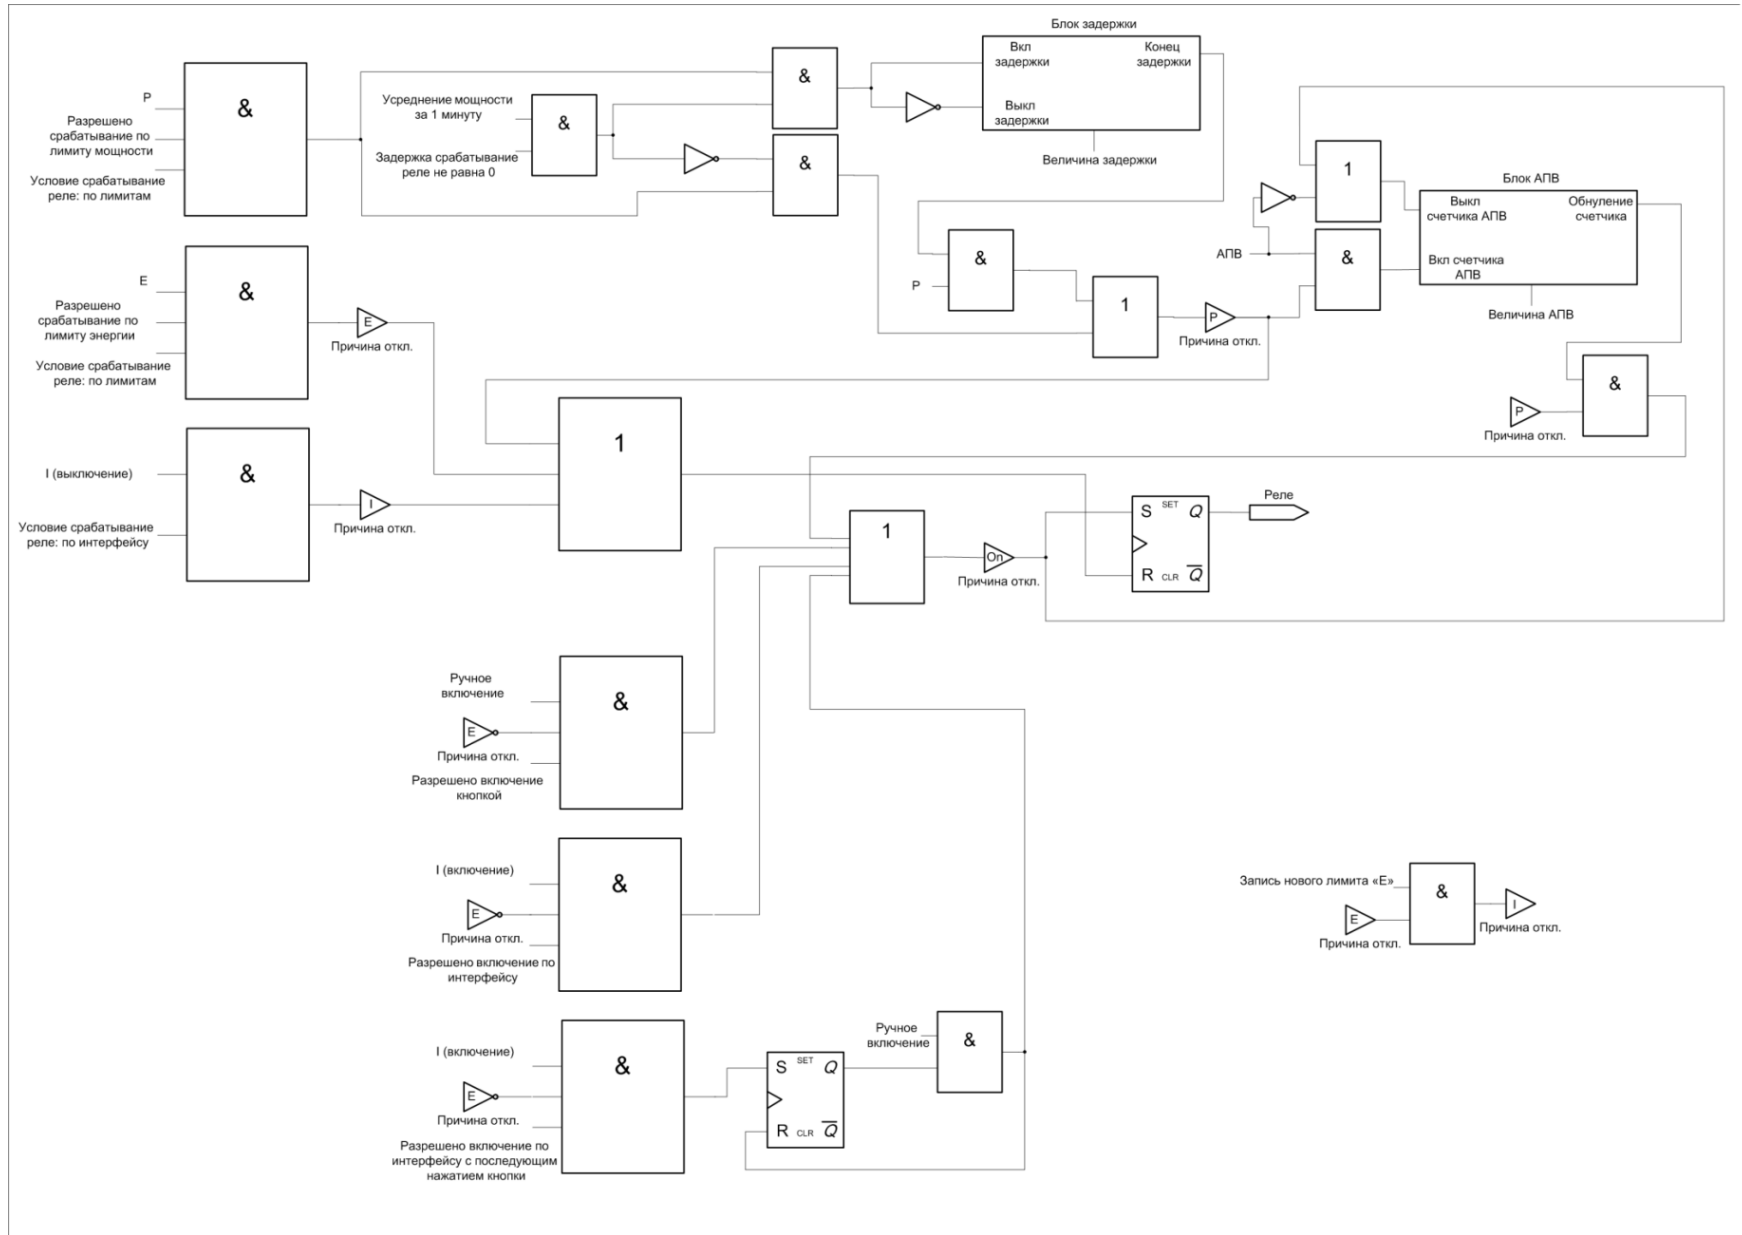 Блок задержки
Вкл
задержки
Конец
задержки
Выкл
задержки
Величина задержки
&
P
Разрешено
срабатывание по
лимиту мощности
Условие срабатывание
реле: по лимитам
&
Усреднение мощности
за 1 минуту
Задержка срабатывание
реле не равна 0
&
&
1
Блок АПВ
Выкл
счетчика АПВ
Обнуление
счетчика
Вкл счетчика
АПВ
Величина АПВ
АПВ
&
&
P
1
P
Причина откл.
&
E
Разрешено
срабатывание по
лимиту энергии
Условие срабатывание
реле: по лимитам
E
Причина откл.
&
P
Причина откл.
&
I (выключение)
Условие срабатывание
реле: по интерфейсу
I
Причина откл.
1
1
On
Причина откл.
S SET Q
R CLR Q
Реле
Ручное
включение
&
E
Причина откл.
Разрешено включение
кнопкой
I (включение)
&
E
Причина откл.
Разрешено включение по
интерфейсу
Запись нового лимита «Е»
&
E
Причина откл.
I
Причина откл.
I (включение)
&
E
Причина откл.
Разрешено включение по
интерфейсу с последующим
нажатием кнопки
S SET Q
R CLR Q
Ручное
включение
&